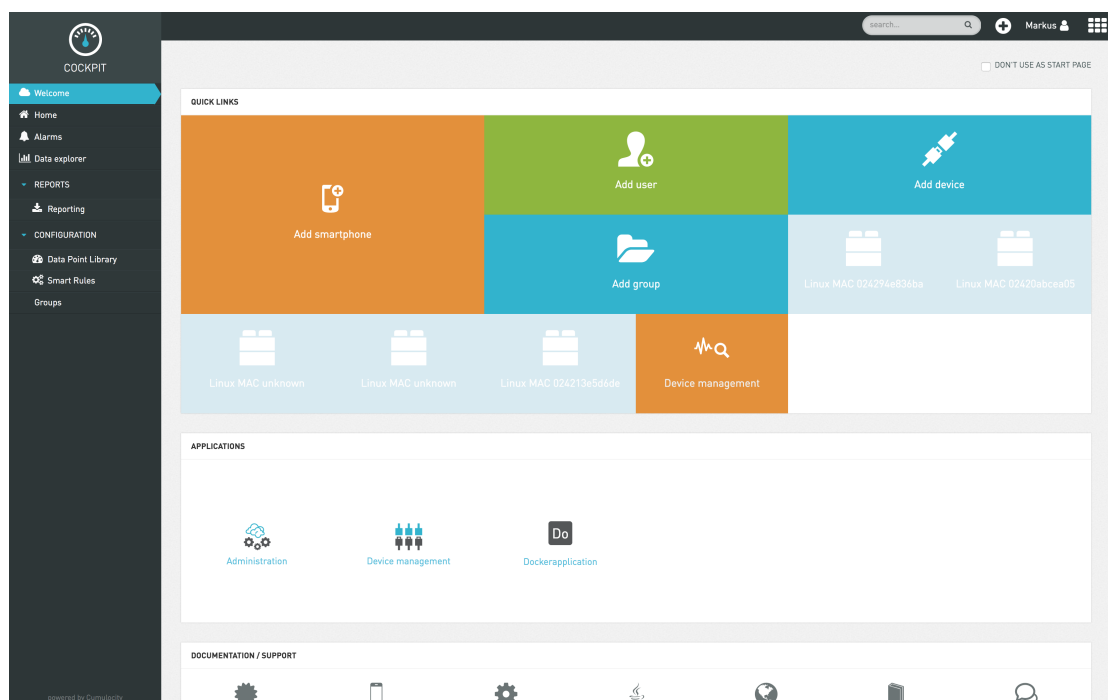 search...
Markus
COCKPIT
DON'T USE AS START PAGE
Welcome
Home
Alarms
Data explorer
REPORTS
Reporting
CONFIGURATION
Data Point Library
Smart Rules
Groups
QUICK LINKS
Add smartphone
Add user
Add device
Add group
Linux MAC 024294e836ba
Linux MAC 02420abcea05
Linux MAC unknown
Linux MAC unknown
Linux MAC 024213e5d6de
Device management
APPLICATIONS
Administration
Device management
Do
Dockerapplication
DOCUMENTATION / SUPPORT
powered by Cumulocity